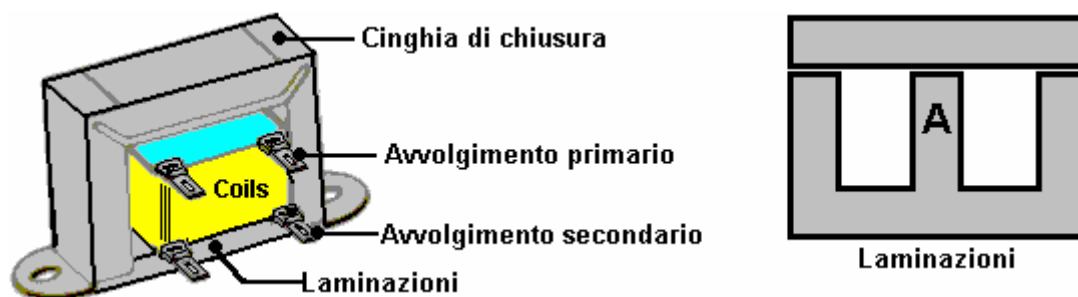 Cinghia di chiusura
Avvolgimento primario
Coils
Avvolgimento secondario
Laminazioni
A
Laminazioni